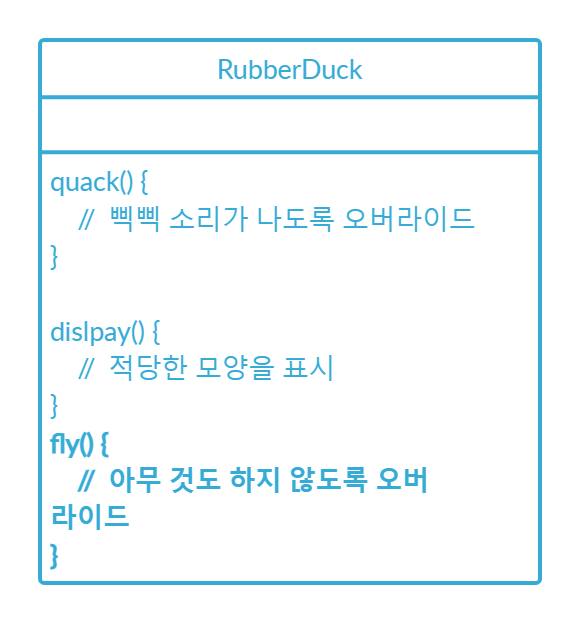 RubberDuck
quack() {
// 삑삑 소리가 나도록 오버라이드
}
dislpay() {
// 적당한 모양을 표시
}
fly() {
// 아무 것도 하지 않도록 오버
라이드
}